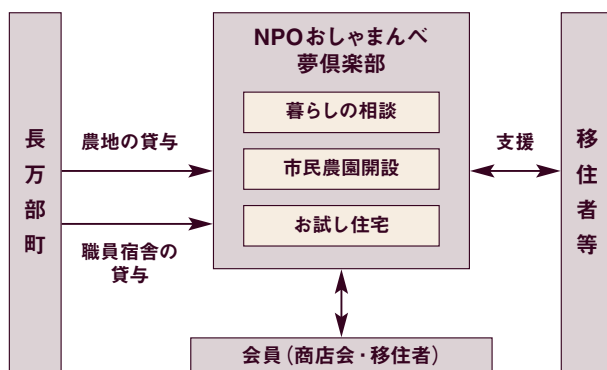 長万部町
農地の貸与
職員宿舎の
貸与
NPOおしゃまんべ
夢倶楽部
暮らしの相談
市民農園開設
お試し住宅
支援
移住者等
会員(商店会・移住者)